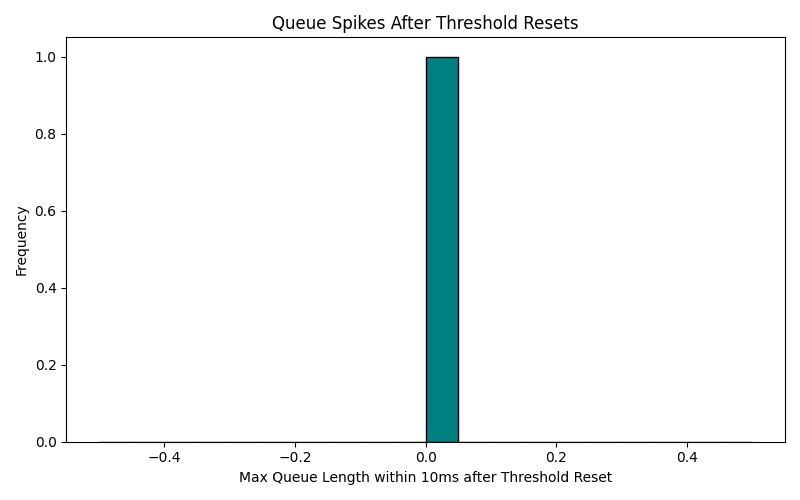 Queue Spikes After Threshold Resets
1.0
0.8
0.6
0.4
0.2
0.0
Frequency
−0.4 −0.2 0.0 0.2 0.4
Max Queue Length within 10ms after Threshold Reset